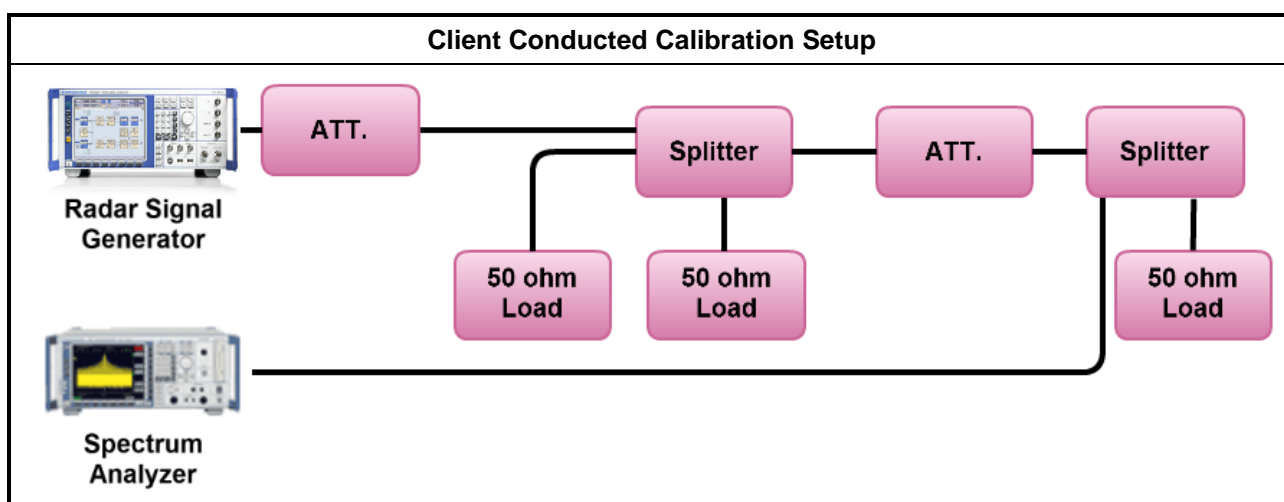 Client Conducted Calibration Setup
ATT.
Splitter
ATT.
Splitter
Radar Signal
Generator
50 ohm
Load
50 ohm
Load
50 ohm
Load
Spectrum
Analyzer